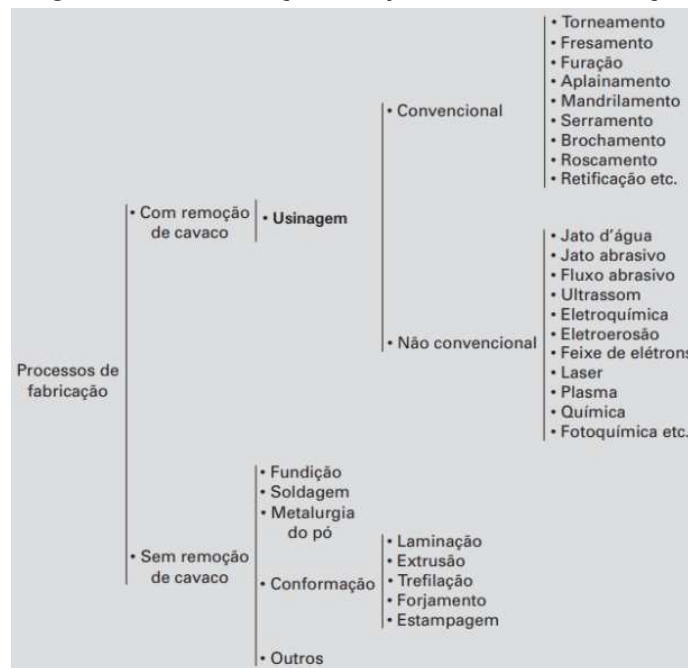 • Torneamento
• Fresamento
• Furação
• Aplainamento
• Convencional
• Mandrilamento
• Serramento
• Brochamento
• Roscamento
• Retificação etc.
• Com remoção
de cavaco
• Usinagem
• Jato d'água
• Jato abrasivo
• Fluxo abrasivo
• Ultrassom
• Eletroquímica
• Não convencional
• Eletroerosão
• Feixe de elétrons
• Laser
• Plasma
• Química
• Fotoquímica etc.
Processos de
fabricação
• Fundição
• Soldagem
• Metalurgia
do pó
• Sem remoção
de cavaco
• Conformação
• Laminação
• Extrusão
• Trefilação
• Forjamento
• Estampagem
• Outros